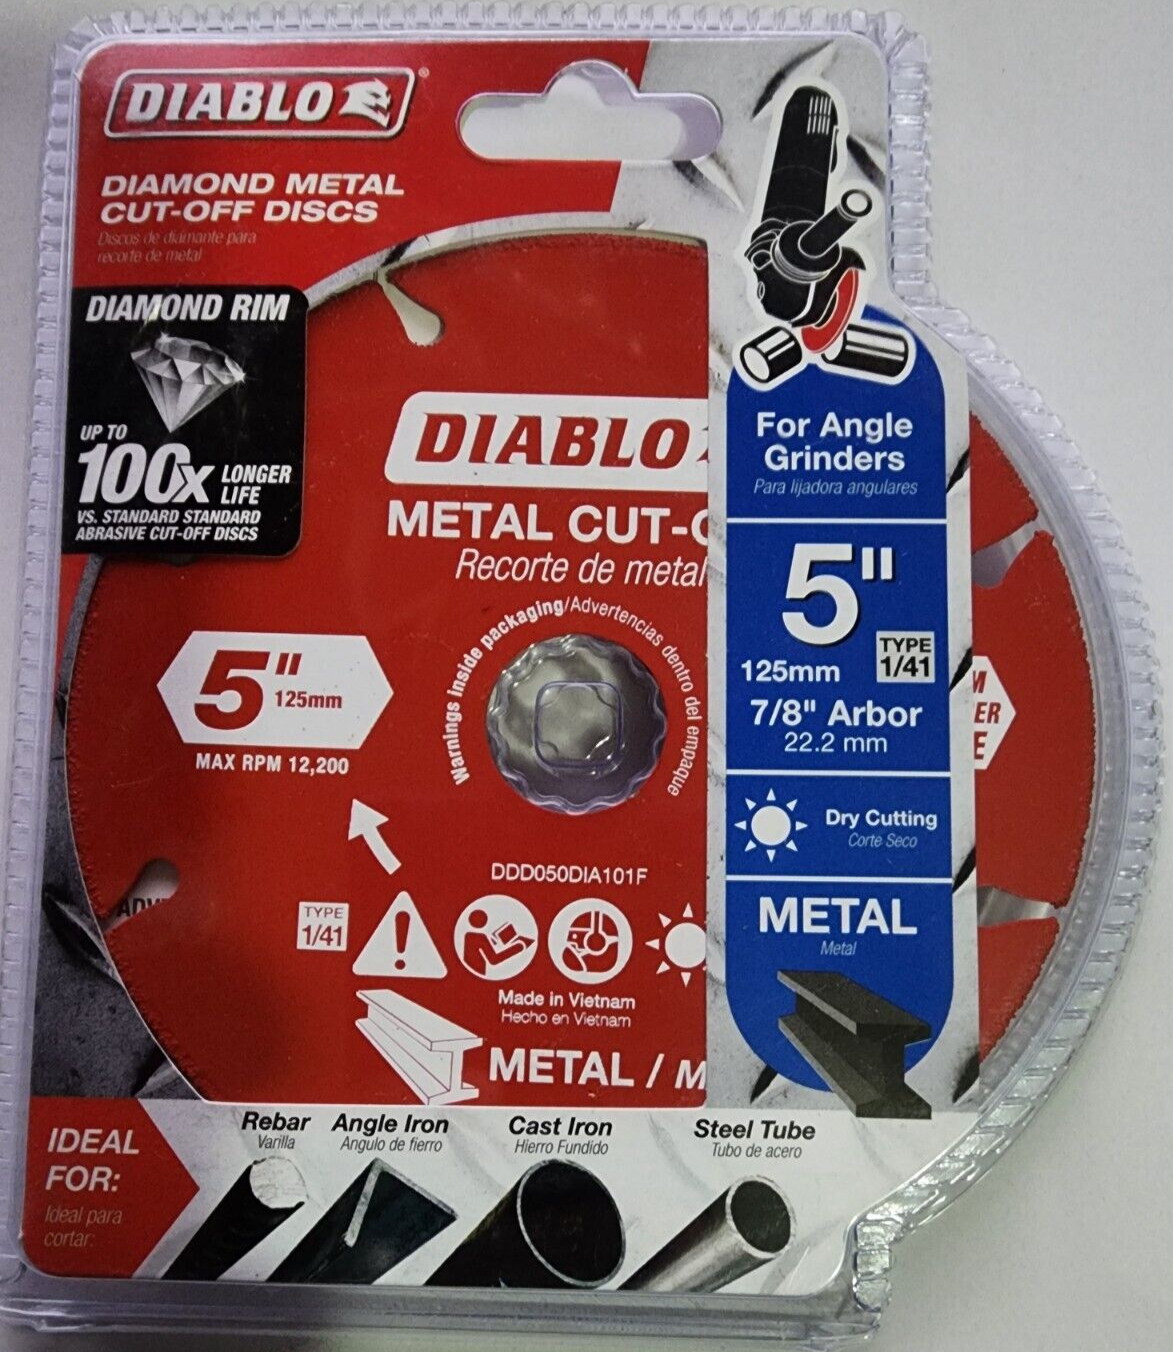 DIABLO
DIAMOND METAL
CUT-OFF DISCS
Discos de diamante para
recorte de metal
DIAMOND RIM
UP TO
100x LONGER
LIFE
VS. STANDARD STANDARD
ABRASIVE CUT-OFF DISCS
DIABLO
METAL CUT-
Recorte de metal
Warnings inside packaging/Advertencias dentro del empaque
5"
125mm
MAX RPM 12,200
DDD050DIA101F
TYPE
1/41
Made in Vietnam
Hecho en Vietnam
METAL / M
For Angle
Grinders
Para lijadora angulares
5"
TYPE
1/41
125mm
7/8" Arbor
22.2 mm
Dry Cutting
Corte Seco
METAL
Metal
M
ER
E
ADV
IDEAL
FOR:
Ideal para
cortar:
Rebar
Varilla
Angle Iron
Angulo de fierro
Cast Iron
Hierro Fundido
Steel Tube
Tubo de acero